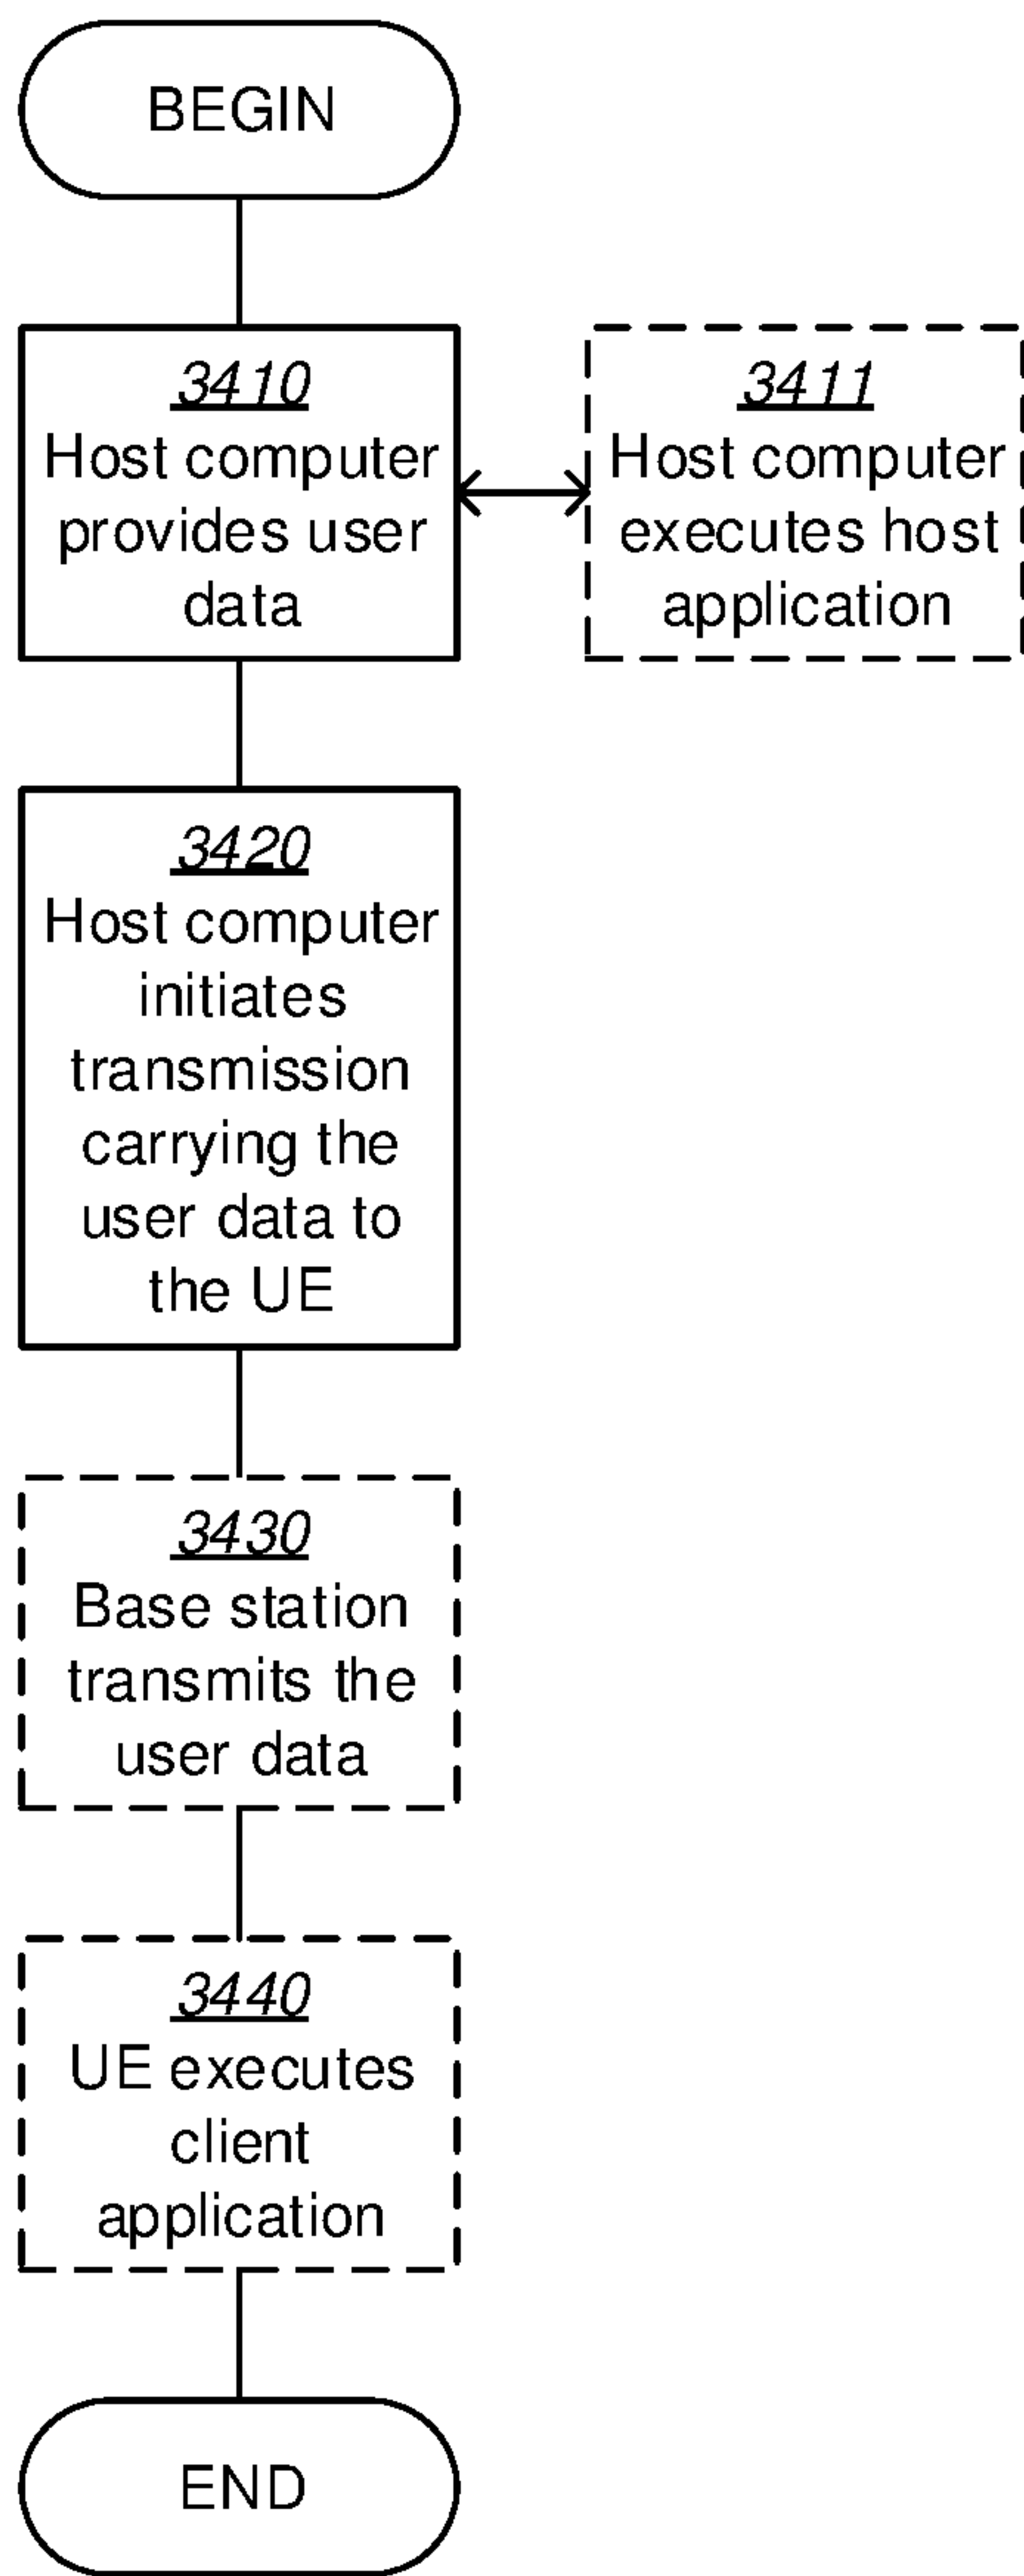 BEGIN
3410
Host computer
provides user
data
3411
Host computer
executes host
application
3420
Host computer
initiates
transmission
carrying the
user data to
the UE
3430
Base station
transmits the
user data
3440
UE executes
client
application
END